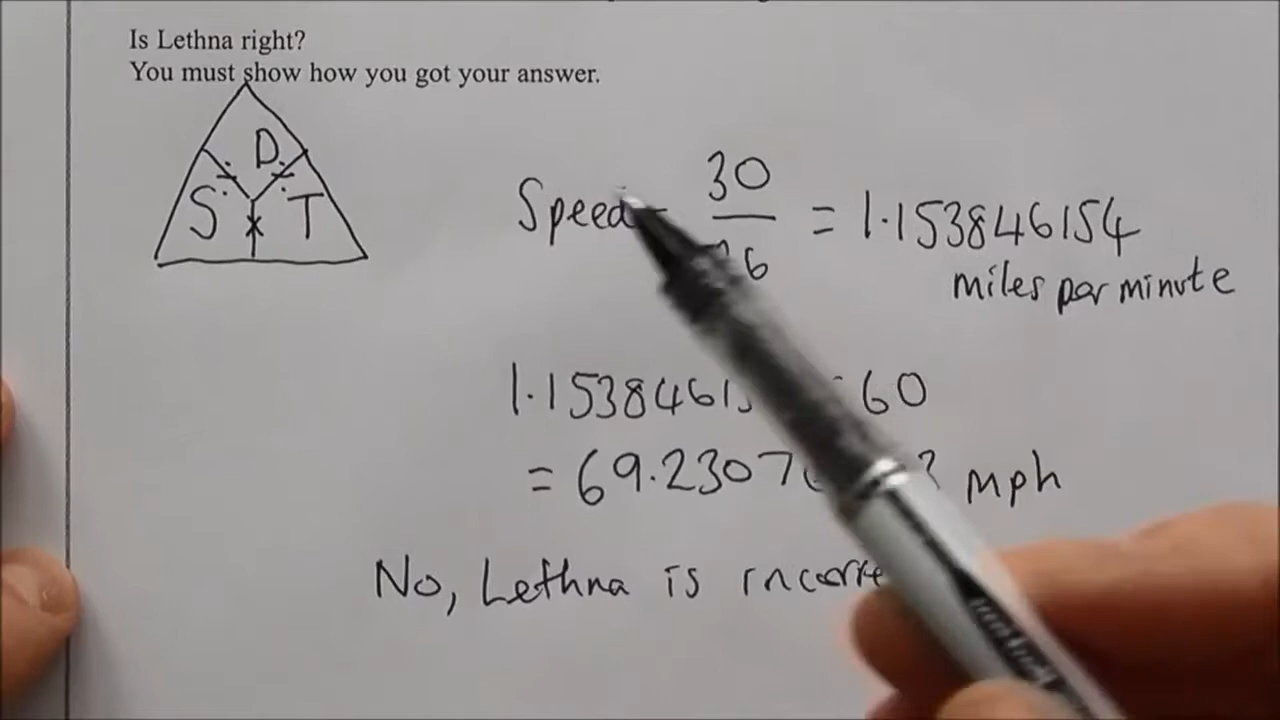 Is Lethna right?
You must show how you got your answer.
D
S T
Speed 30 = 1.153846154
6
miles per minute
60
= mph
No, Lethna is